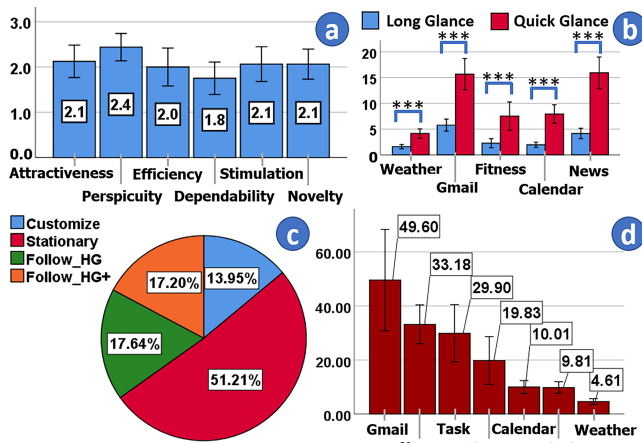 a
3.0
2.0
1.0
0.0
2.1
2.4
2.0
1.8
2.1
2.1
Attractiveness
Efficiency
Stimulation
Perspicuity
Dependability
Novelty
b
Long Glance
Quick Glance
20
15
10
5
0
***
***
***
***
***
Weather
Fitness
News
Gmail
Calendar
c
Customize
Stationary
Follow_HG
Follow_HG+
17.20%
13.95%
17.64%
51.21%
d
60.00
40.00
20.00
.00
49.60
33.18
29.90
19.83
10.01
9.81
4.61
Gmail
Task
Calendar
Weather